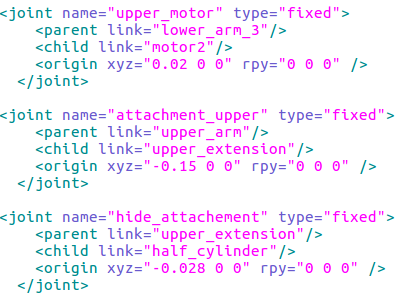 <joint name="upper_motor" type="fixed">
<parent link="lower_arm_3"/>
<child link="motor2"/>
<origin xyz="0.02 0 0" rpy="0 0 0" />
</joint>
<joint name="attachment_upper" type="fixed">
<parent link="upper_arm"/>
<child link="upper_extension"/>
<origin xyz="-0.15 0 0" rpy="0 0 0" />
</joint>
<joint name="hide_attachement" type="fixed">
<parent link="upper_extension"/>
<child link="half_cylinder"/>
<origin xyz="-0.028 0 0" rpy="0 0 0 />
</joint>